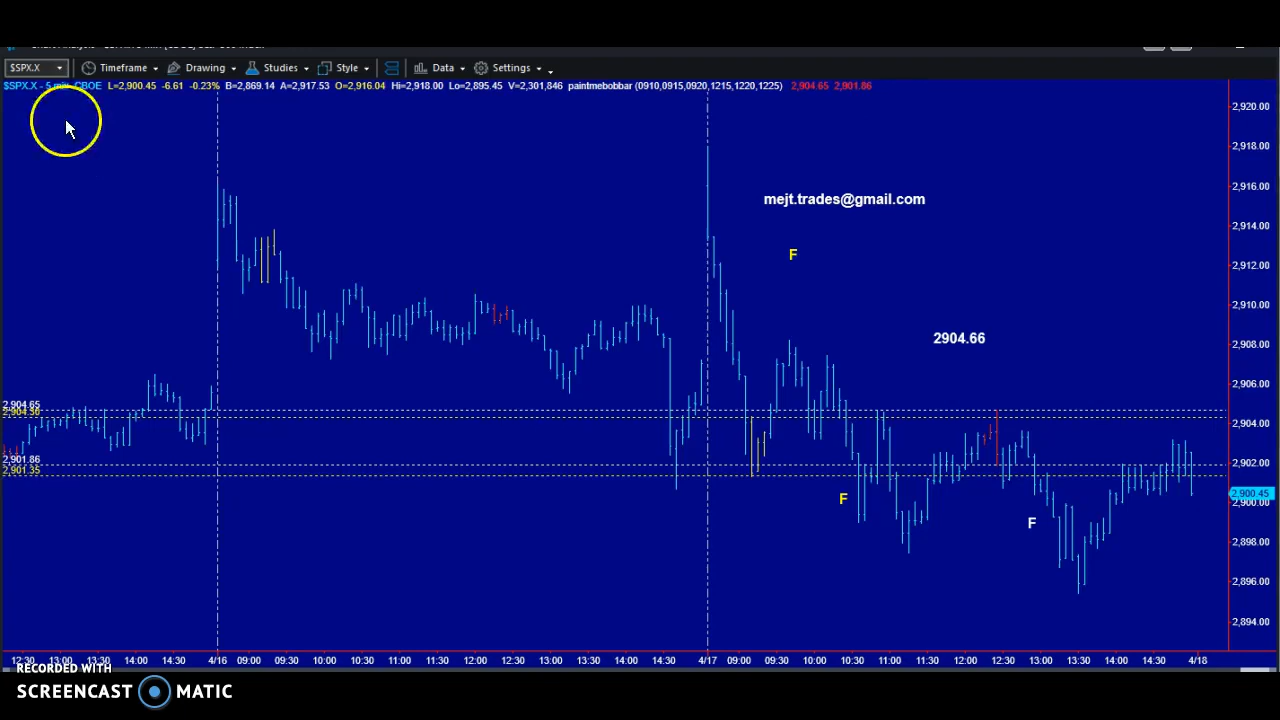 $SPX.X Timeframe Drawing Studies Style Data Settings
$SPX.X - 5 min CBOE L=2,900.45 -6.61 -0.23% B=2,869.14 A=2,917.53 O=2,916.04 Hi=2,918.00 Lo=2,895.45 V=2,301,846 paintmebobbar (0910,0915,0920,1215,1220,1225) 2,904.65 2,901.86
2,920.00
2,918.00
mejt.trades@gmail.com
2,916.00
2,914.00
F
2,912.00
2,910.00
2904.66
2,908.00
2,906.00
2,904.65
2,904.30
2,904.00
2,901.86
2,902.00
2,901.35
F
2,900.45
2,900.00
F
2,898.00
2,896.00
2,894.00
12:30 13:00 13:30 14:00 14:30 4/16 09:00 09:30 10:00 10:30 11:00 11:30 12:00 12:30 13:00 13:30 14:00 14:30 4/17 09:00 09:30 10:00 10:30 11:00 11:30 12:00 12:30 13:00 13:30 14:00 14:30 4/18
RECORDED WITH
SCREENCAST MATIC